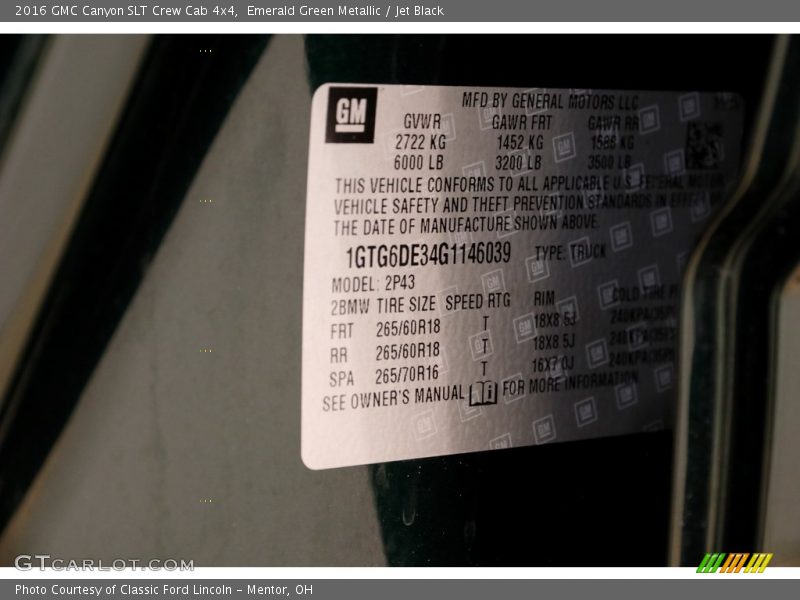 2016 GMC Canyon SLT Crew Cab 4x4, Emerald Green Metallic / Jet Black
GM
MFD BY GENERAL MOTORS LLC
GVWR GAWR FRT GAWR RR
2722 KG 1452 KG 1588 KG
6000 LB 3200 LB 3500 LB
THIS VEHICLE CONFORMS TO ALL APPLICABLE U.S. FEDERAL MOTOR
VEHICLE SAFETY AND THEFT PREVENTION STANDARDS IN EFFECT ON
THE DATE OF MANUFACTURE SHOWN ABOVE.
1GTG6DE34G1146039 TYPE: TRUCK
MODEL: 2P43
2BMW TIRE SIZE SPEED RTG RIM COLD TIRE
FRT 265/60R18 T 18X8.5J
RR 265/60R18 T 18X8.5J
SPA 265/70R16 T 16X7.0J
SEE OWNER'S MANUAL FOR MORE INFORMATION
GTCARLOT.COM
Photo Courtesy of Classic Ford Lincoln - Mentor, OH